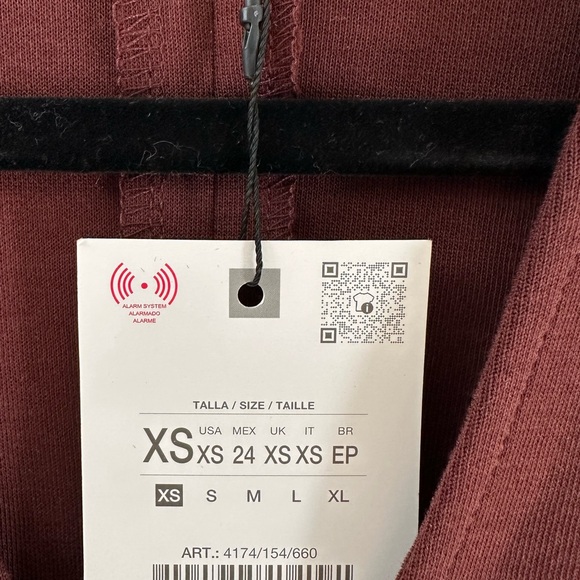 ALARM SYSTEM
ALARMADO
ALARME
i
TALLA / SIZE / TAILLE
USA MEX UK IT BR
XS XS 24 XS XS EP
XS S M L XL
ART.: 4174/154/660